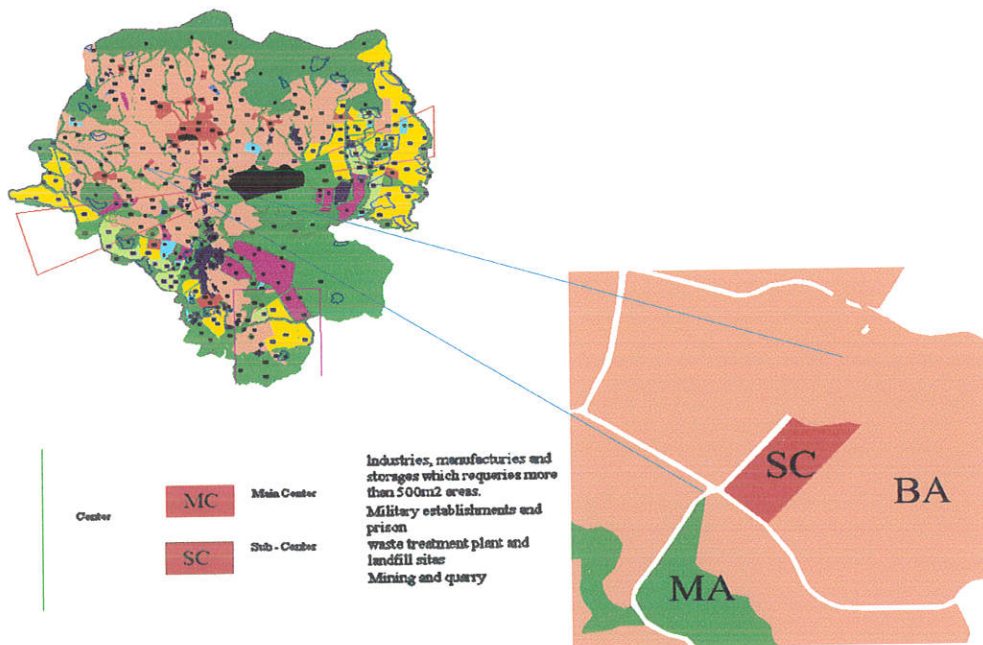 Center
MC
Main Center
SC
Sub - Center
Industries, manufacturies and
storages which requeries more
than 500m2 areas.
Military establishments and
prison
waste treatment plant and
landfill sites
Mining and quarry
SC
BA
MA